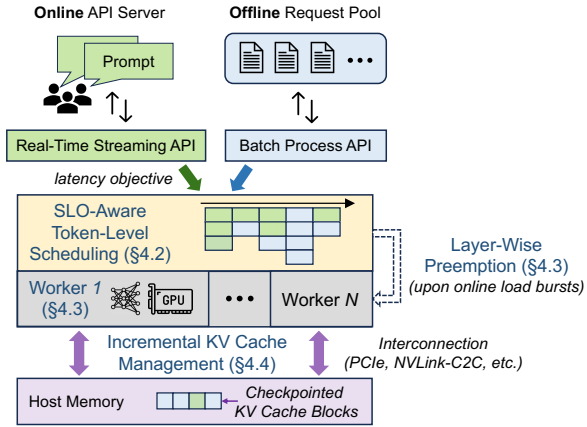 Online API Server
Offline Request Pool
Prompt
Real-Time Streaming API
Batch Process API
latency objective
SLO-Aware
Token-Level
Scheduling (§4.2)
Layer-Wise
Preemption (§4.3)
(upon online load bursts)
Worker 1
(§4.3)
GPU
Worker N
Incremental KV Cache
Management (§4.4)
Interconnection
(PCIe, NVLink-C2C, etc.)
Host Memory
Checkpointed
KV Cache Blocks